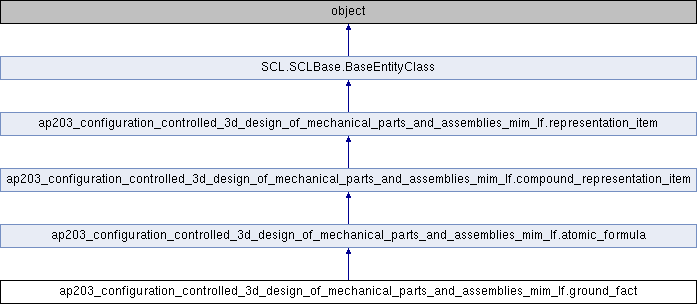 object
SCL.SCLBase.BaseEntityClass
ap203_configuration_controlled_3d_design_of_mechanical_parts_and_assemblies_mim_lf.representation_item
ap203_configuration_controlled_3d_design_of_mechanical_parts_and_assemblies_mim_lf.compound_representation_item
ap203_configuration_controlled_3d_design_of_mechanical_parts_and_assemblies_mim_lf.atomic_formula
ap203_configuration_controlled_3d_design_of_mechanical_parts_and_assemblies_mim_lf.ground_fact